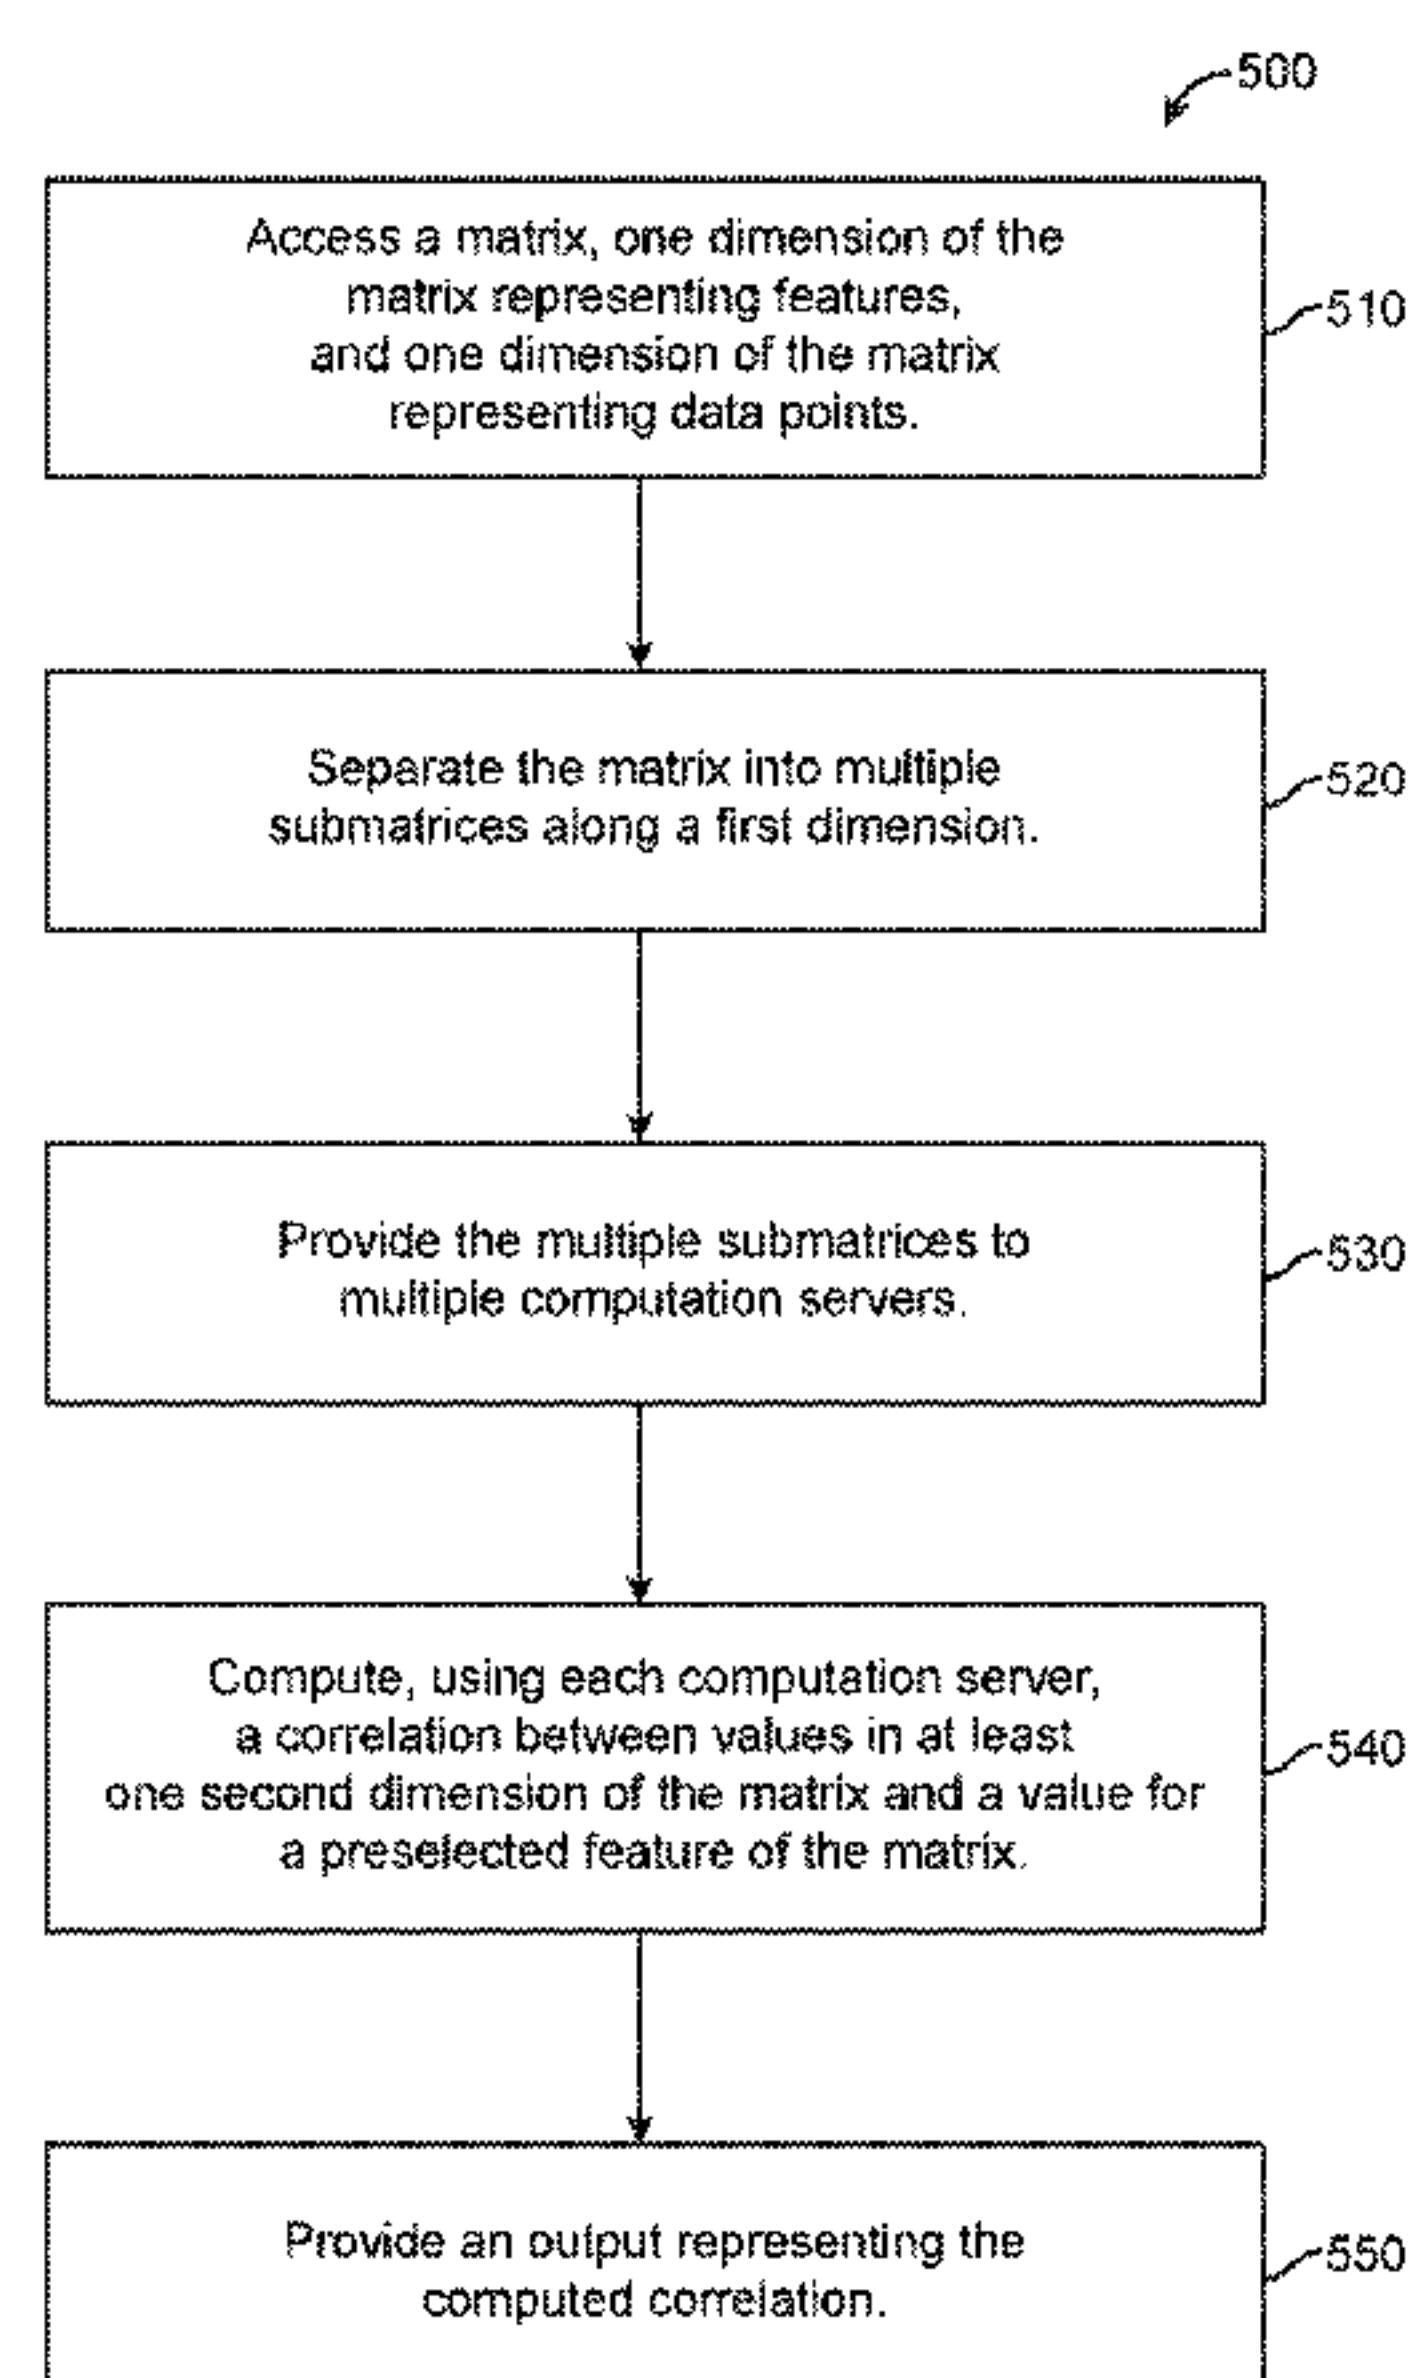 500
Access a matrix, one dimension of the
matrix representing features,
and one dimension of the matrix
representing data points.
510
Separate the matrix into multiple
submatrices along a first dimension.
520
Provide the multiple submatrices to
multiple computation servers.
530
Compute, using each computation server,
a correlation between values in at least
one second dimension of the matrix and a value for
a preselected feature of the matrix.
540
Provide an output representing the
computed correlation.
550